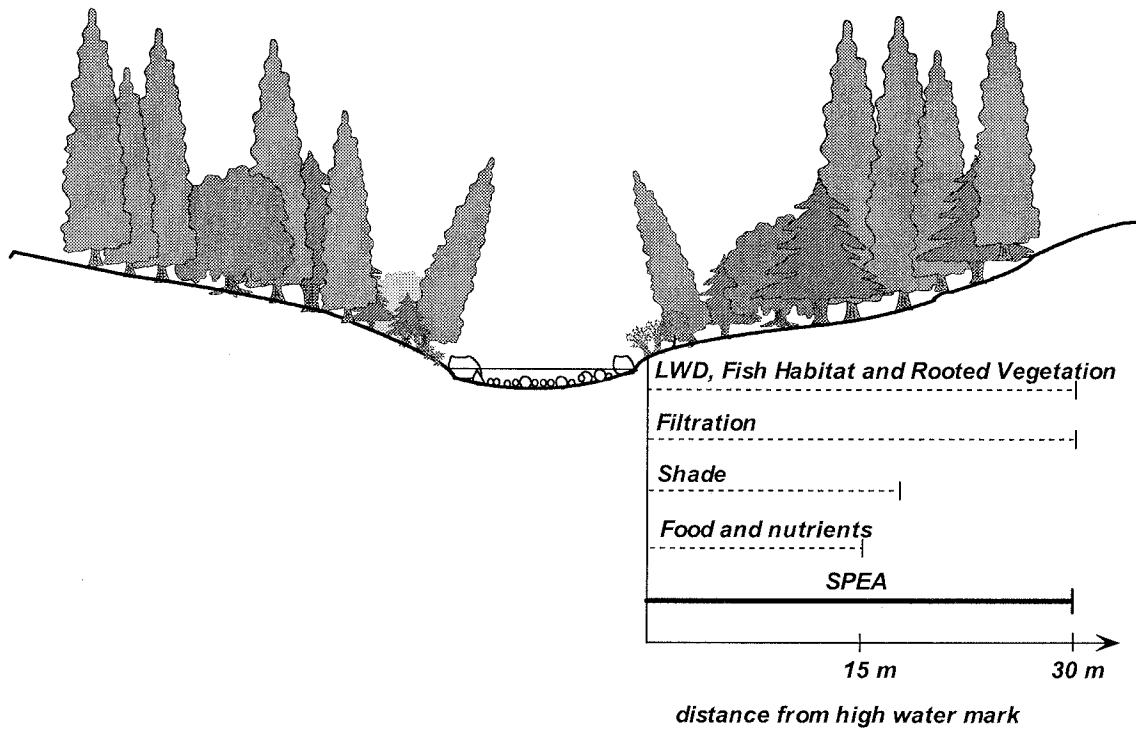 LWD, Fish Habitat and Rooted Vegetation
Filtration
Shade
Food and nutrients
SPEA
15 m 30 m
distance from high water mark